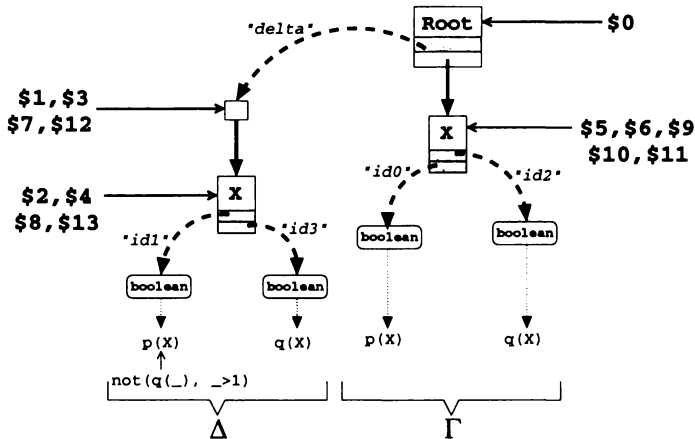 Root
$0
"delta"
$1,$3
$7,$12
X
$5,$6,$9
$10,$11
$2,$4
$8,$13
X
"id0"
"id2"
"id1"
"id3"
boolean
boolean
boolean
boolean
p(X)
q(X)
p(X)
q(X)
not(q(_), _>1)
Δ
Γ